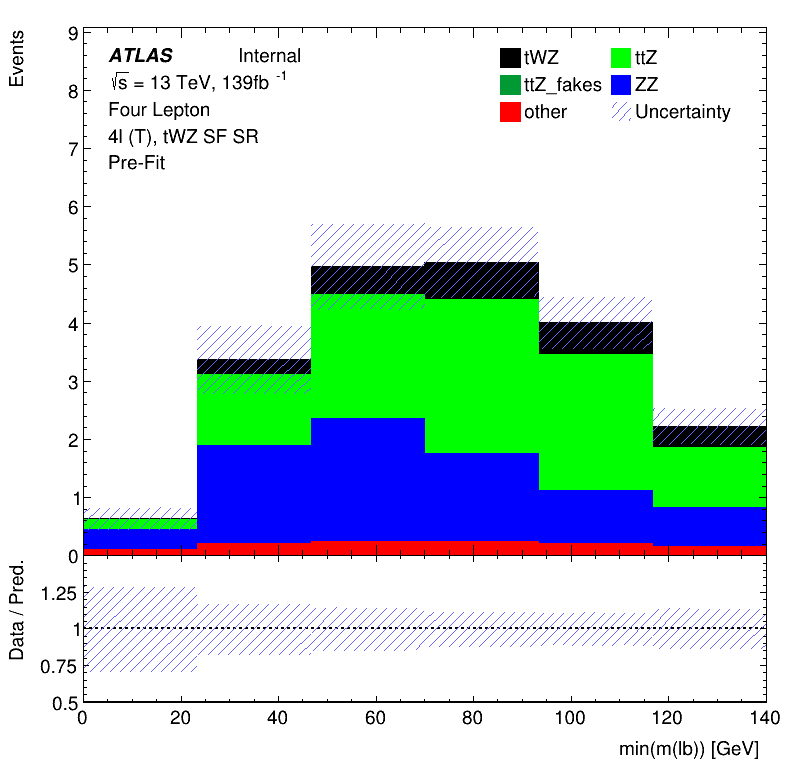 Events
9
8
7
6
5
4
3
2
1
0
ATLAS Internal
√s = 13 TeV, 139fb -1
Four Lepton
4l (T), tWZ SF SR
Pre-Fit
tWZ ttZ
ttZ_fakes ZZ
other Uncertainty
Data / Pred.
1.25
1
0.75
0.5
0 20 40 60 80 100 120 140
min(m(lb)) [GeV]